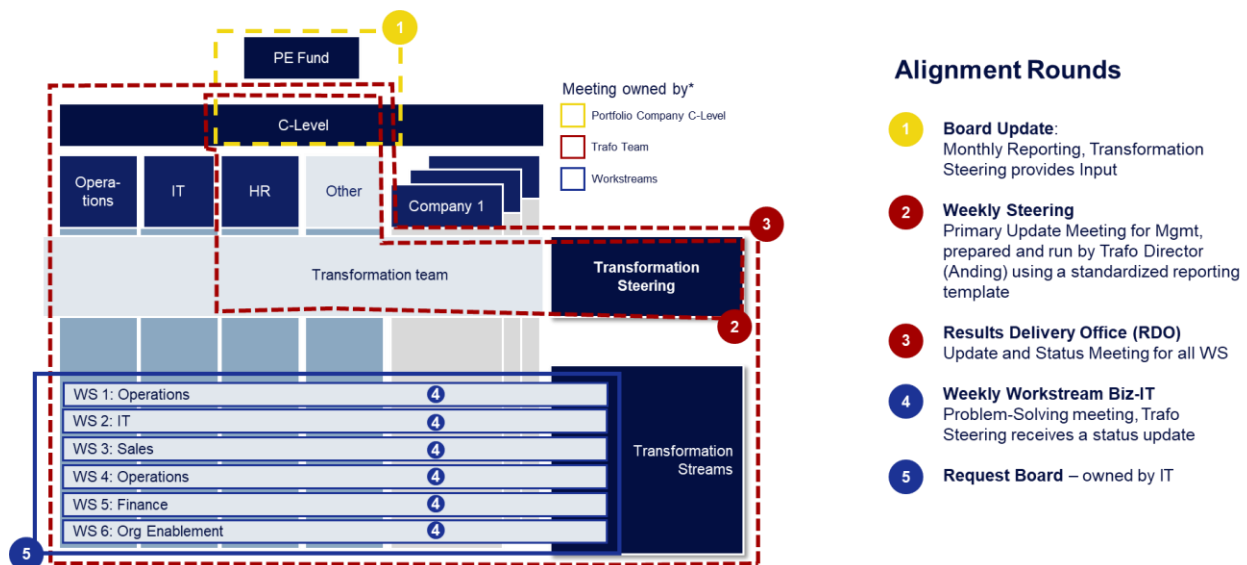 1
PE Fund
Meeting owned by*
Portfolio Company C-Level
Trafo Team
Workstreams
C-Level
Opera-
tions
IT
HR
Other
Company 1
3
Transformation team
Transformation
Steering
2
WS 1: Operations
4
WS 2: IT
4
WS 3: Sales
4
WS 4: Operations
4
WS 5: Finance
4
WS 6: Org Enablement
4
Transformation
Streams
5
Alignment Rounds
1
Board Update:
Monthly Reporting, Transformation
Steering provides Input
2
Weekly Steering
Primary Update Meeting for Mgmt,
prepared and run by Trafo Director
(Anding) using a standardized reporting
template
3
Results Delivery Office (RDO)
Update and Status Meeting for all WS
4
Weekly Workstream Biz-IT
Problem-Solving meeting, Trafo
Steering receives a status update
5
Request Board – owned by IT